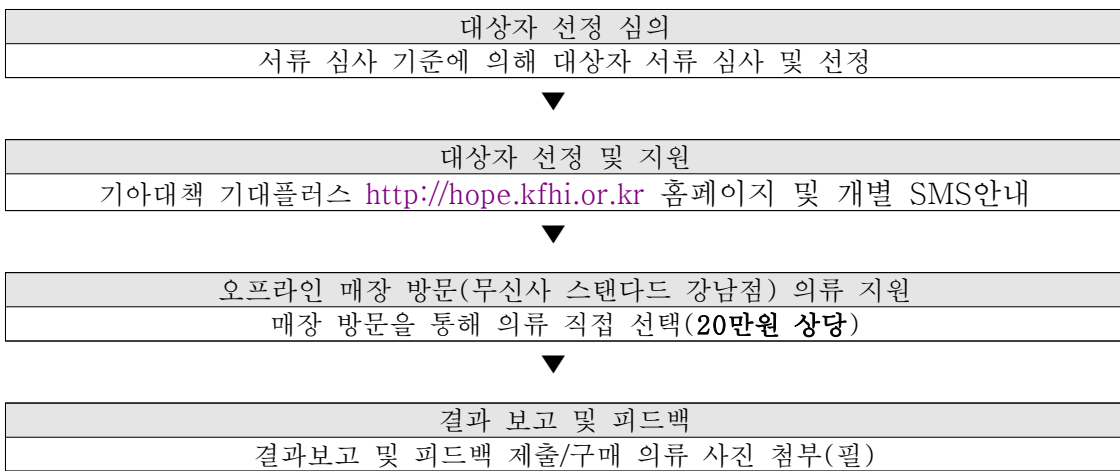 대상자 선정 심의
서류 심사 기준에 의해 대상자 서류 심사 및 선정
▼
대상자 선정 및 지원
기아대책 기대플러스 http://hope.kfhi.or.kr 홈페이지 및 개별 SMS안내
▼
오프라인 매장 방문(무신사 스탠다드 강남점) 의류 지원
매장 방문을 통해 의류 직접 선택(20만원 상당)
▼
결과 보고 및 피드백
결과보고 및 피드백 제출/구매 의류 사진 첨부(필)